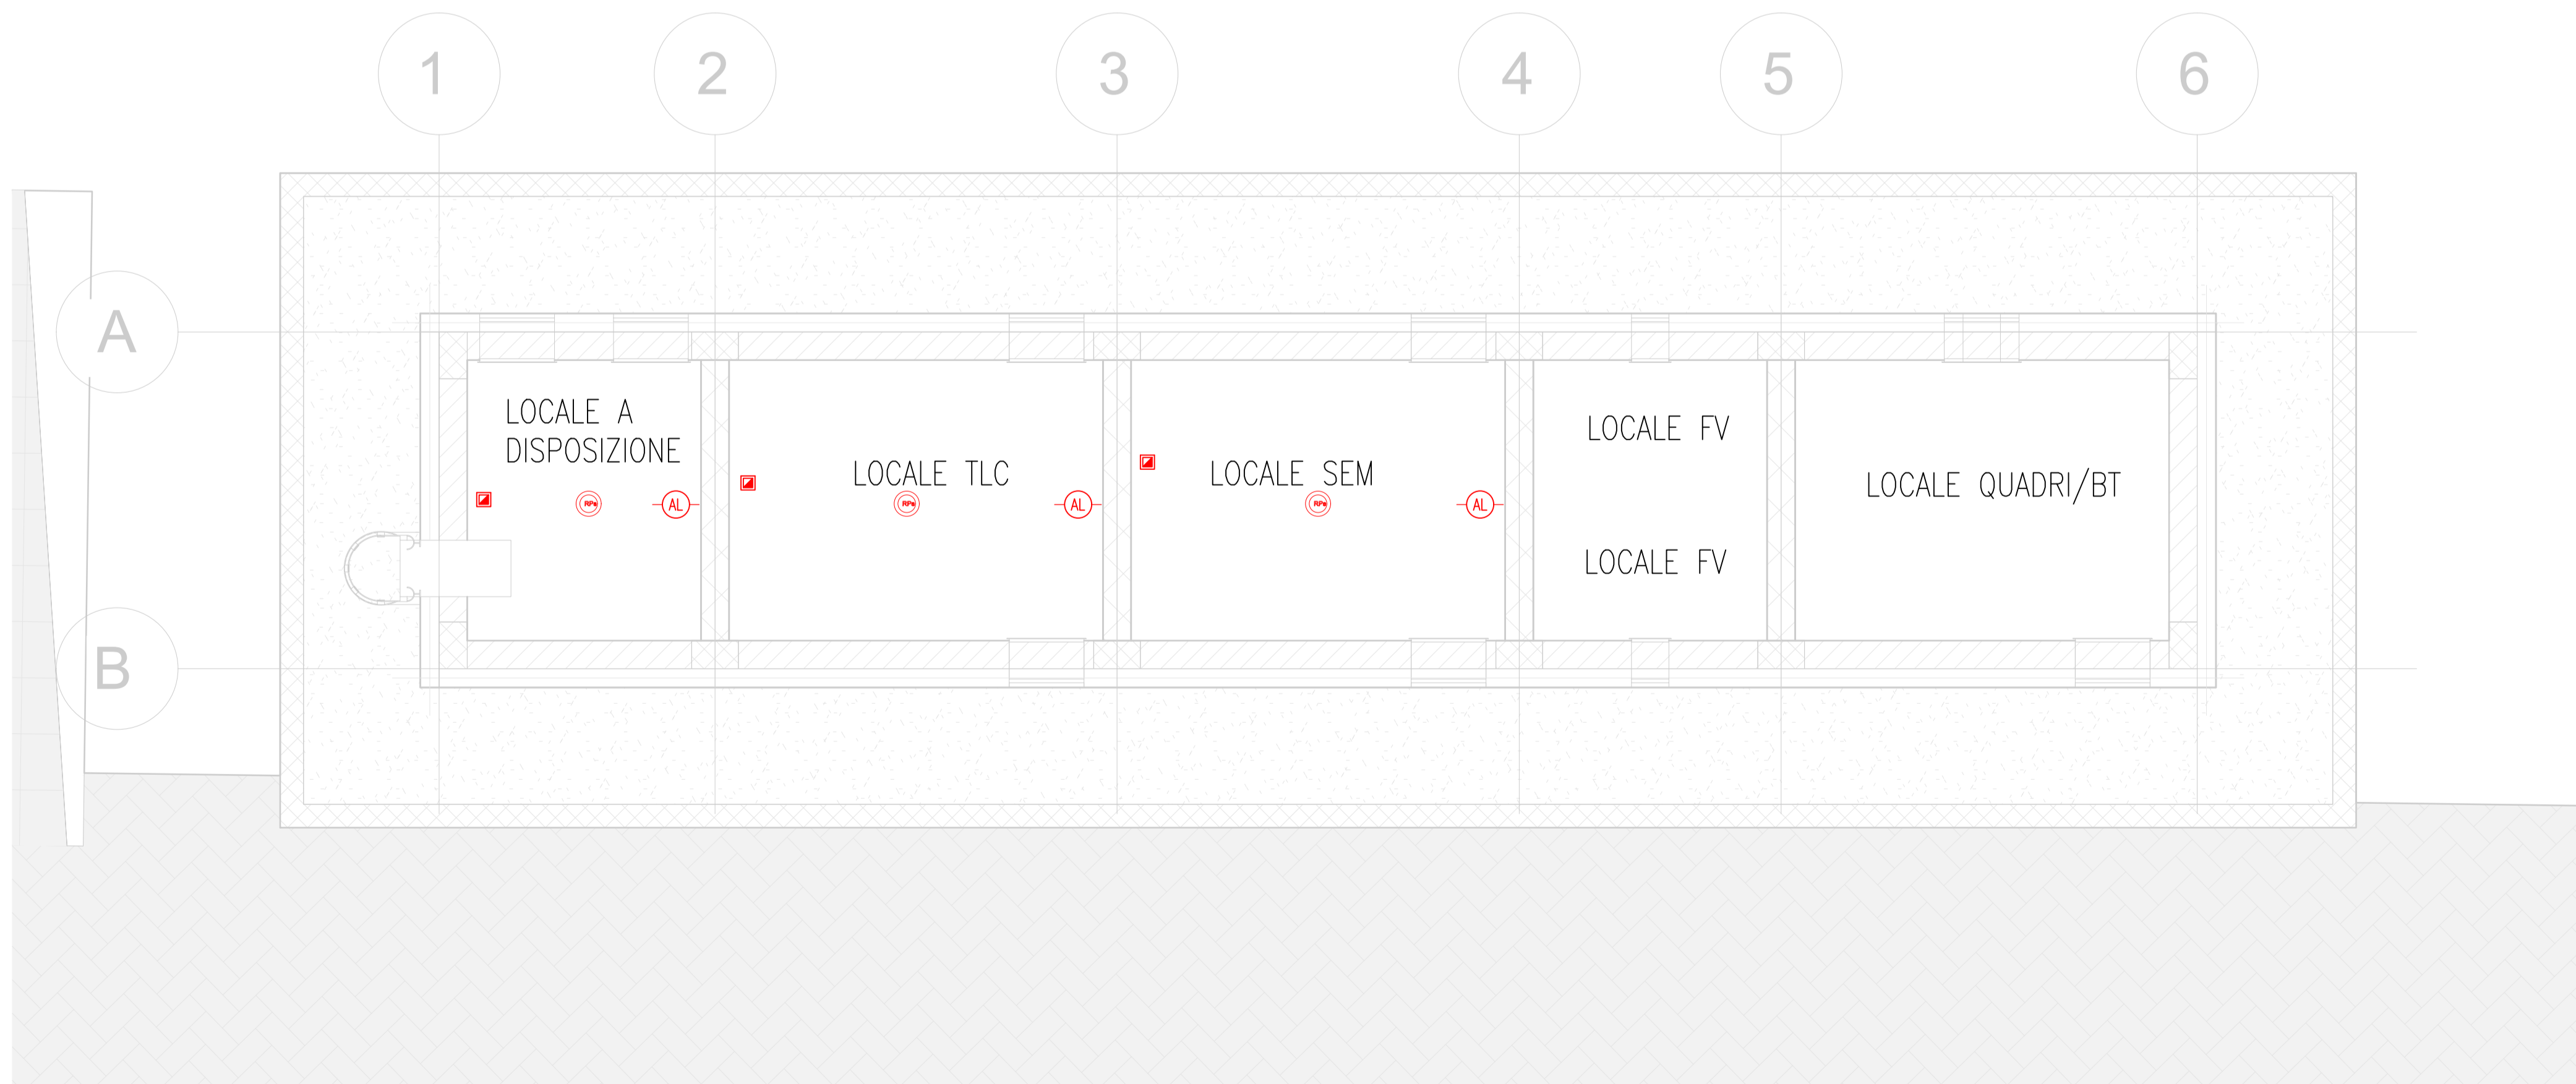 1 2 3 4 5 6
A
LOCALE A
DISPOSIZIONE
LOCALE TLC
LOCALE SEM
LOCALE FV
LOCALE QUADRI/BT
AL AL AL
LOCALE FV
B